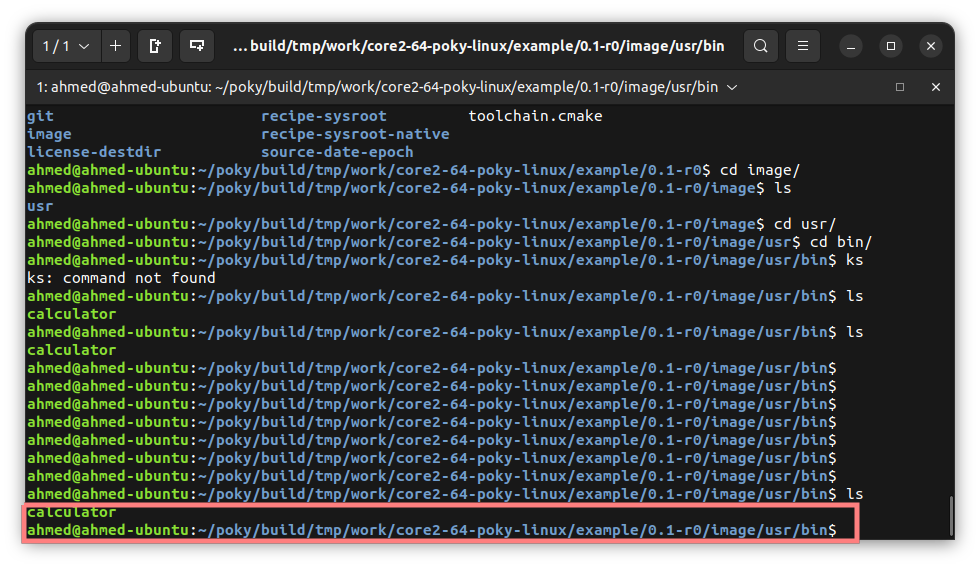 1 / 1
... build/tmp/work/core2-64-poky-linux/example/0.1-r0/image/usr/bin
1: ahmed@ahmed-ubuntu: ~/poky/build/tmp/work/core2-64-poky-linux/example/0.1-r0/image/usr/bin
git recipe-sysroot toolchain.cmake
image recipe-sysroot-native
license-destdir source-date-epoch
ahmed@ahmed-ubuntu:~/poky/build/tmp/work/core2-64-poky-linux/example/0.1-r0$ cd image/
ahmed@ahmed-ubuntu:~/poky/build/tmp/work/core2-64-poky-linux/example/0.1-r0/image$ ls
usr
ahmed@ahmed-ubuntu:~/poky/build/tmp/work/core2-64-poky-linux/example/0.1-r0/image$ cd usr/
ahmed@ahmed-ubuntu:~/poky/build/tmp/work/core2-64-poky-linux/example/0.1-r0/image/usr$ cd bin/
ahmed@ahmed-ubuntu:~/poky/build/tmp/work/core2-64-poky-linux/example/0.1-r0/image/usr/bin$ ks
ks: command not found
ahmed@ahmed-ubuntu:~/poky/build/tmp/work/core2-64-poky-linux/example/0.1-r0/image/usr/bin$ ls
calculator
ahmed@ahmed-ubuntu:~/poky/build/tmp/work/core2-64-poky-linux/example/0.1-r0/image/usr/bin$ ls
calculator
ahmed@ahmed-ubuntu:~/poky/build/tmp/work/core2-64-poky-linux/example/0.1-r0/image/usr/bin$
ahmed@ahmed-ubuntu:~/poky/build/tmp/work/core2-64-poky-linux/example/0.1-r0/image/usr/bin$
ahmed@ahmed-ubuntu:~/poky/build/tmp/work/core2-64-poky-linux/example/0.1-r0/image/usr/bin$
ahmed@ahmed-ubuntu:~/poky/build/tmp/work/core2-64-poky-linux/example/0.1-r0/image/usr/bin$
ahmed@ahmed-ubuntu:~/poky/build/tmp/work/core2-64-poky-linux/example/0.1-r0/image/usr/bin$
ahmed@ahmed-ubuntu:~/poky/build/tmp/work/core2-64-poky-linux/example/0.1-r0/image/usr/bin$
ahmed@ahmed-ubuntu:~/poky/build/tmp/work/core2-64-poky-linux/example/0.1-r0/image/usr/bin$
ahmed@ahmed-ubuntu:~/poky/build/tmp/work/core2-64-poky-linux/example/0.1-r0/image/usr/bin$ ls
calculator
ahmed@ahmed-ubuntu:~/poky/build/tmp/work/core2-64-poky-linux/example/0.1-r0/image/usr/bin$